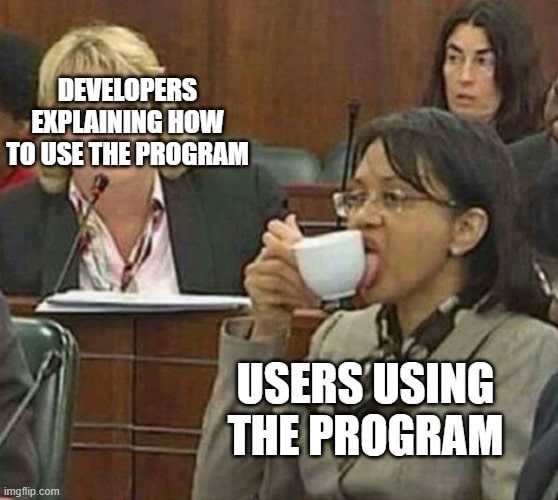 DEVELOPERS
EXPLAINING HOW
TO USE THE PROGRAM
USERS USING
THE PROGRAM
imgflip.com